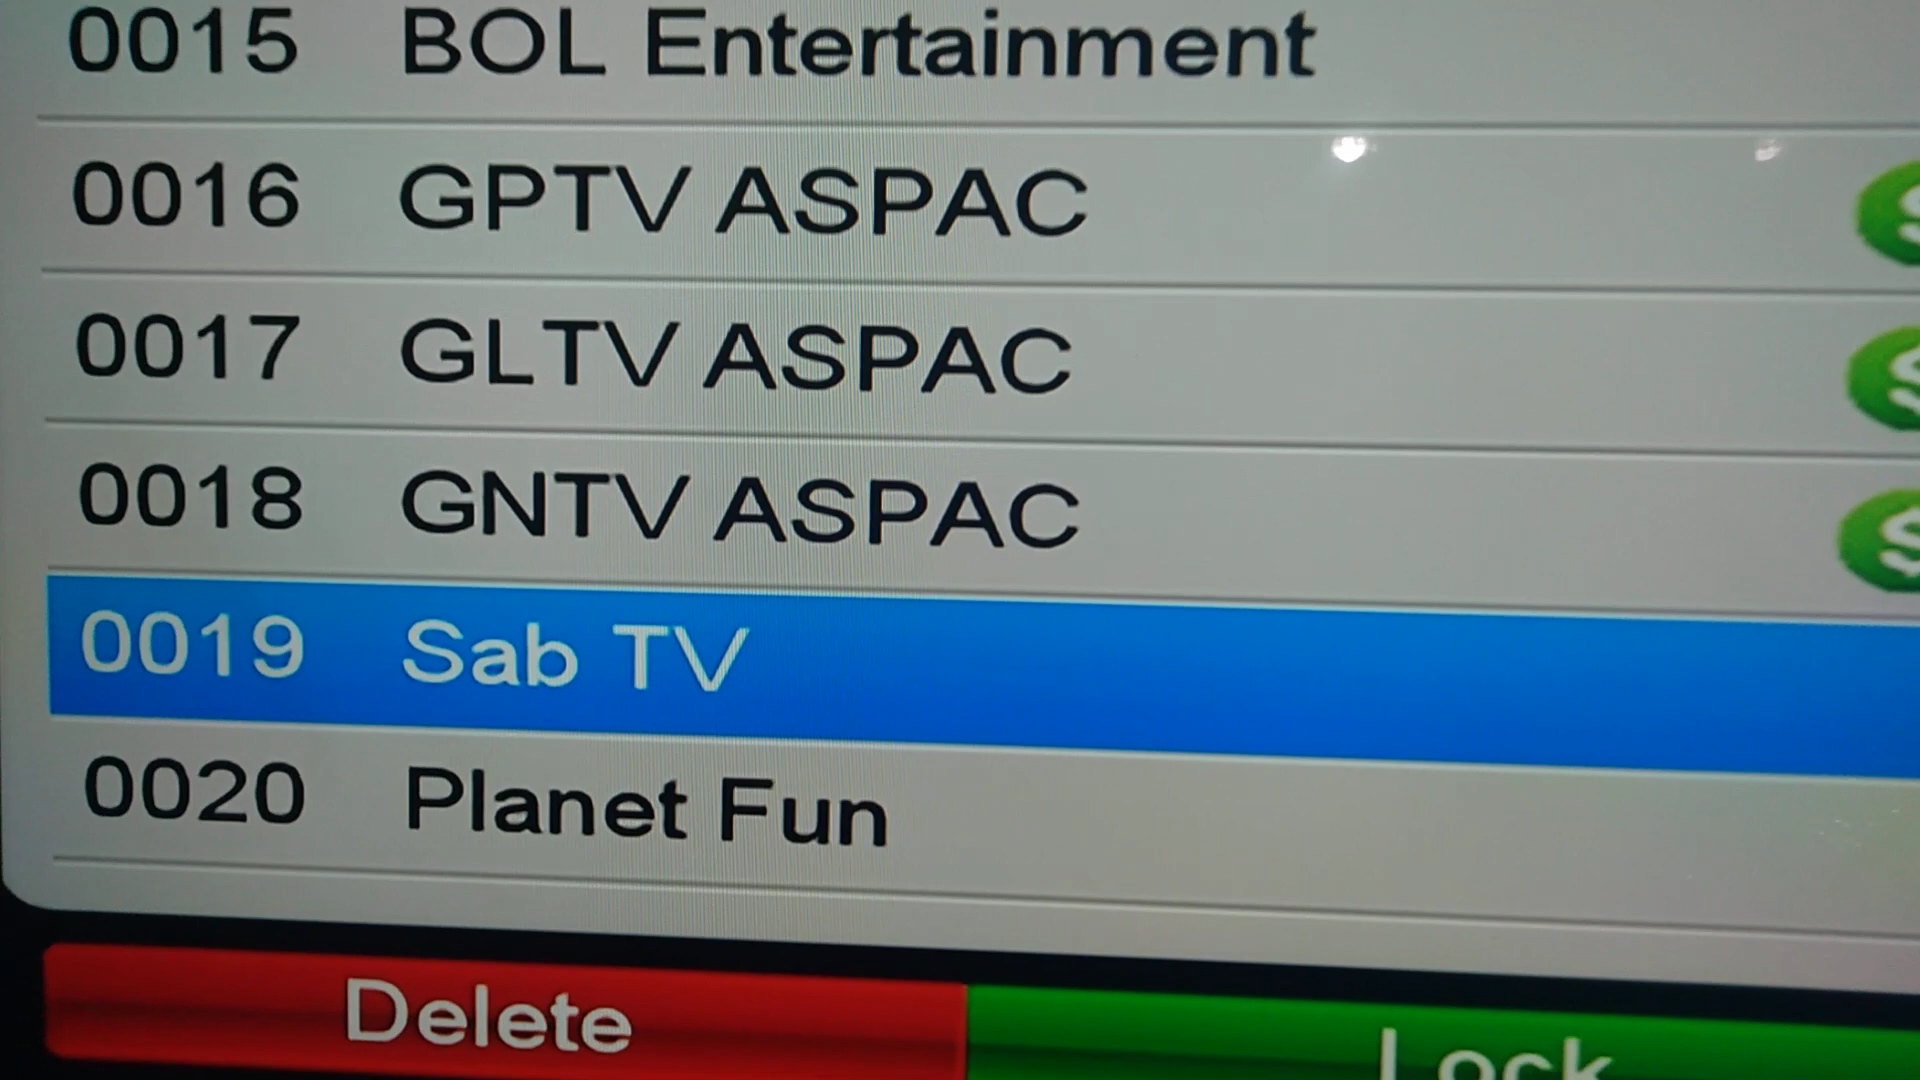 0015 BOL Entertainment
0016 GPTV ASPAC $
0017 GLTV ASPAC $
0018 GNTV ASPAC $
0019 Sab TV
0020 Planet Fun
Delete Lock